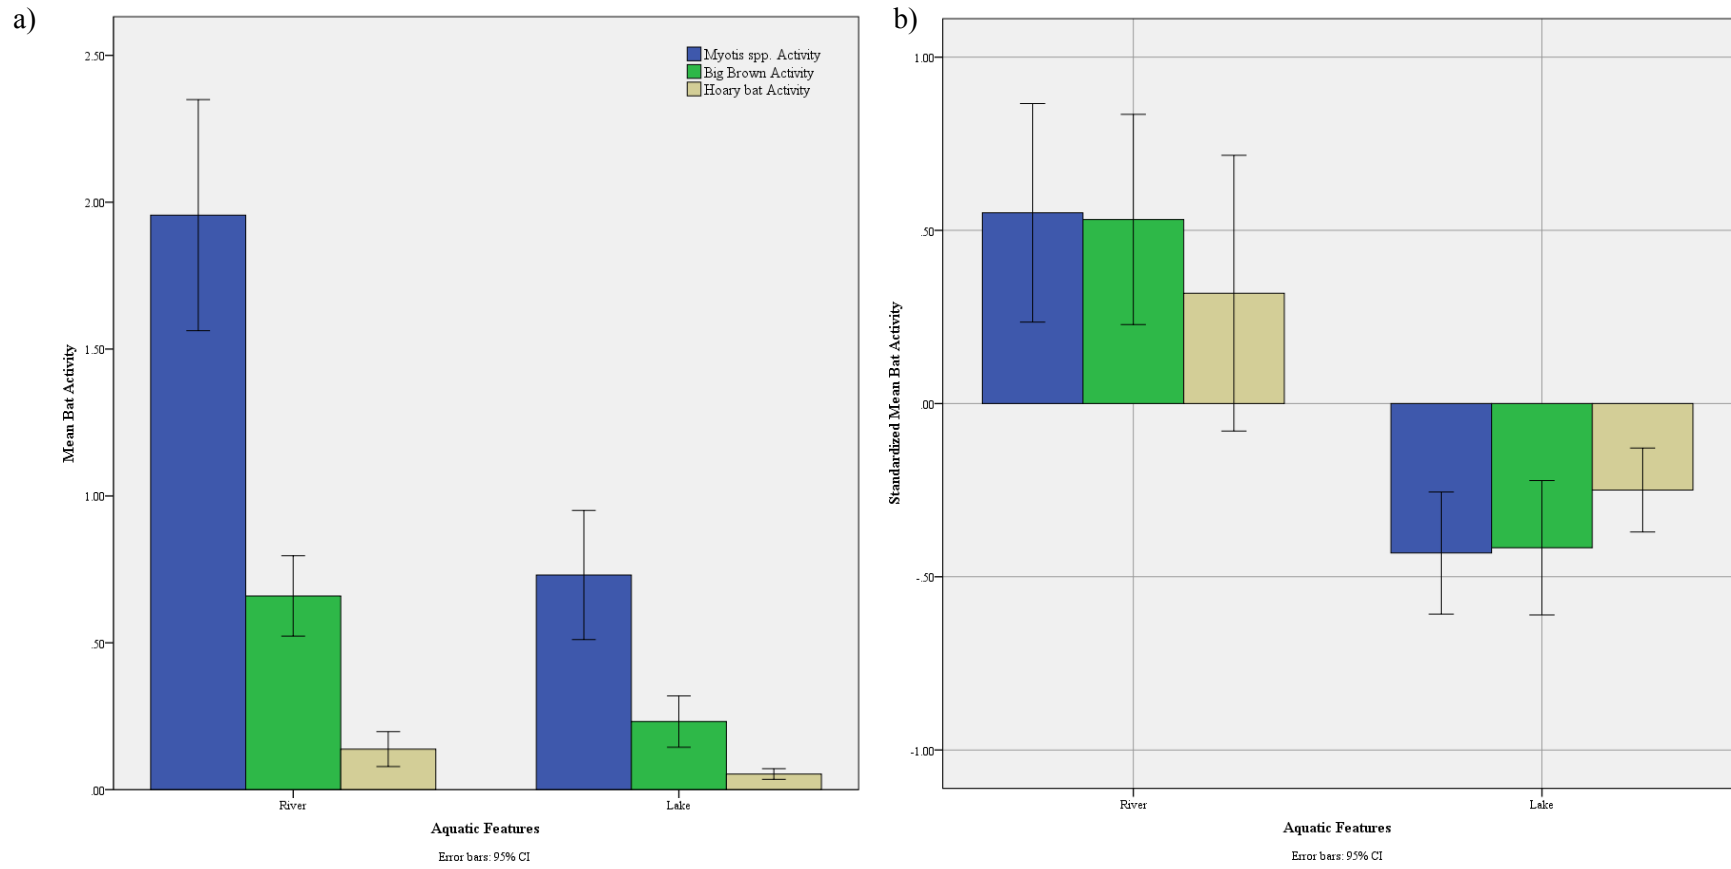 a)
2.50
2.00
1.50
1.00
.50
.00
Mean Bat Activity
Myotis spp. Activity
Big Brown Activity
Hoary bat Activity
River
Lake
Aquatic Features
Error bars: 95% CI
b)
1.00
.50
.00
-.50
-1.00
Standardized Mean Bat Activity
River
Lake
Aquatic Features
Error bars: 95% CI